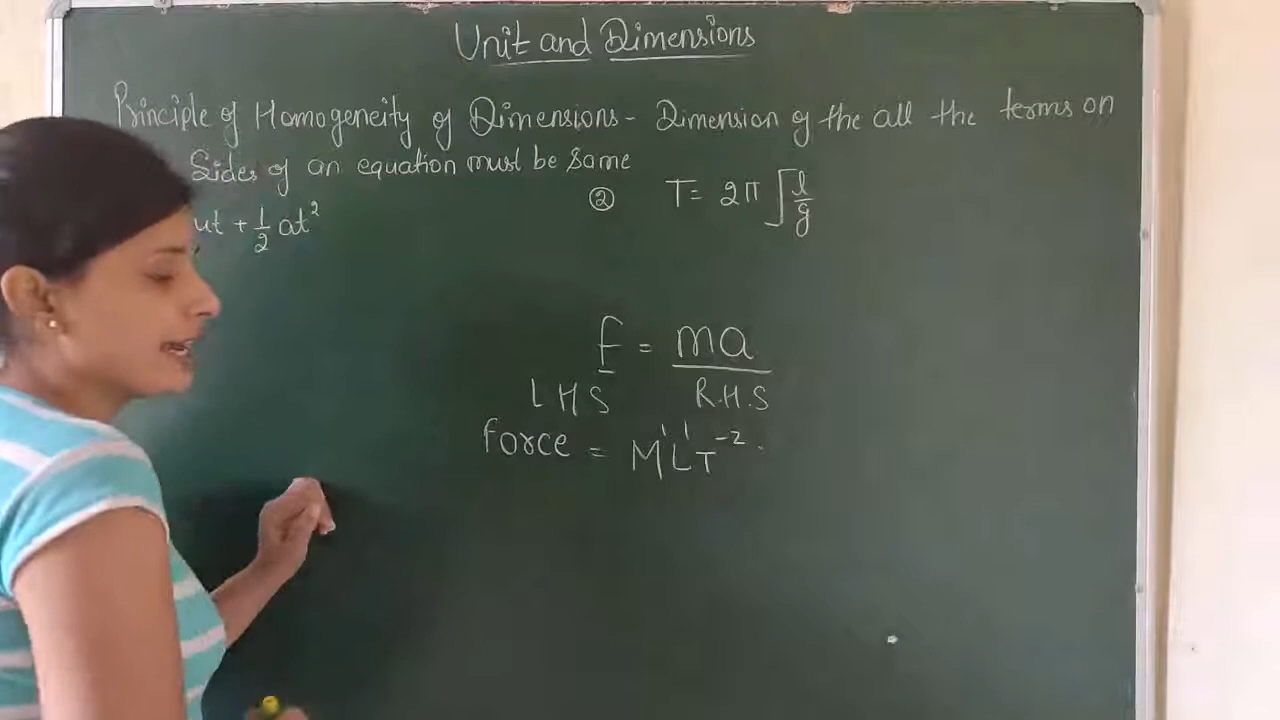 Unit and Dimensions
Principle of Homogeneity of Dimensions - Dimension of the all the terms on
Sides of an equation must be same
ut + 1/2 at²
② T = 2π √l/g
f = ma
L H S R.H.S
force = M¹L¹T⁻²